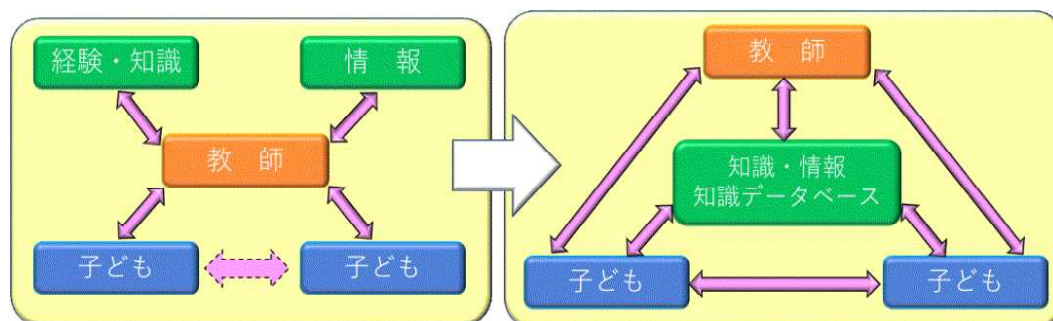 経験・知識
情 報
教 師
子ども
子ども
教 師
知識・情報
知識データベース
子ども
子ども